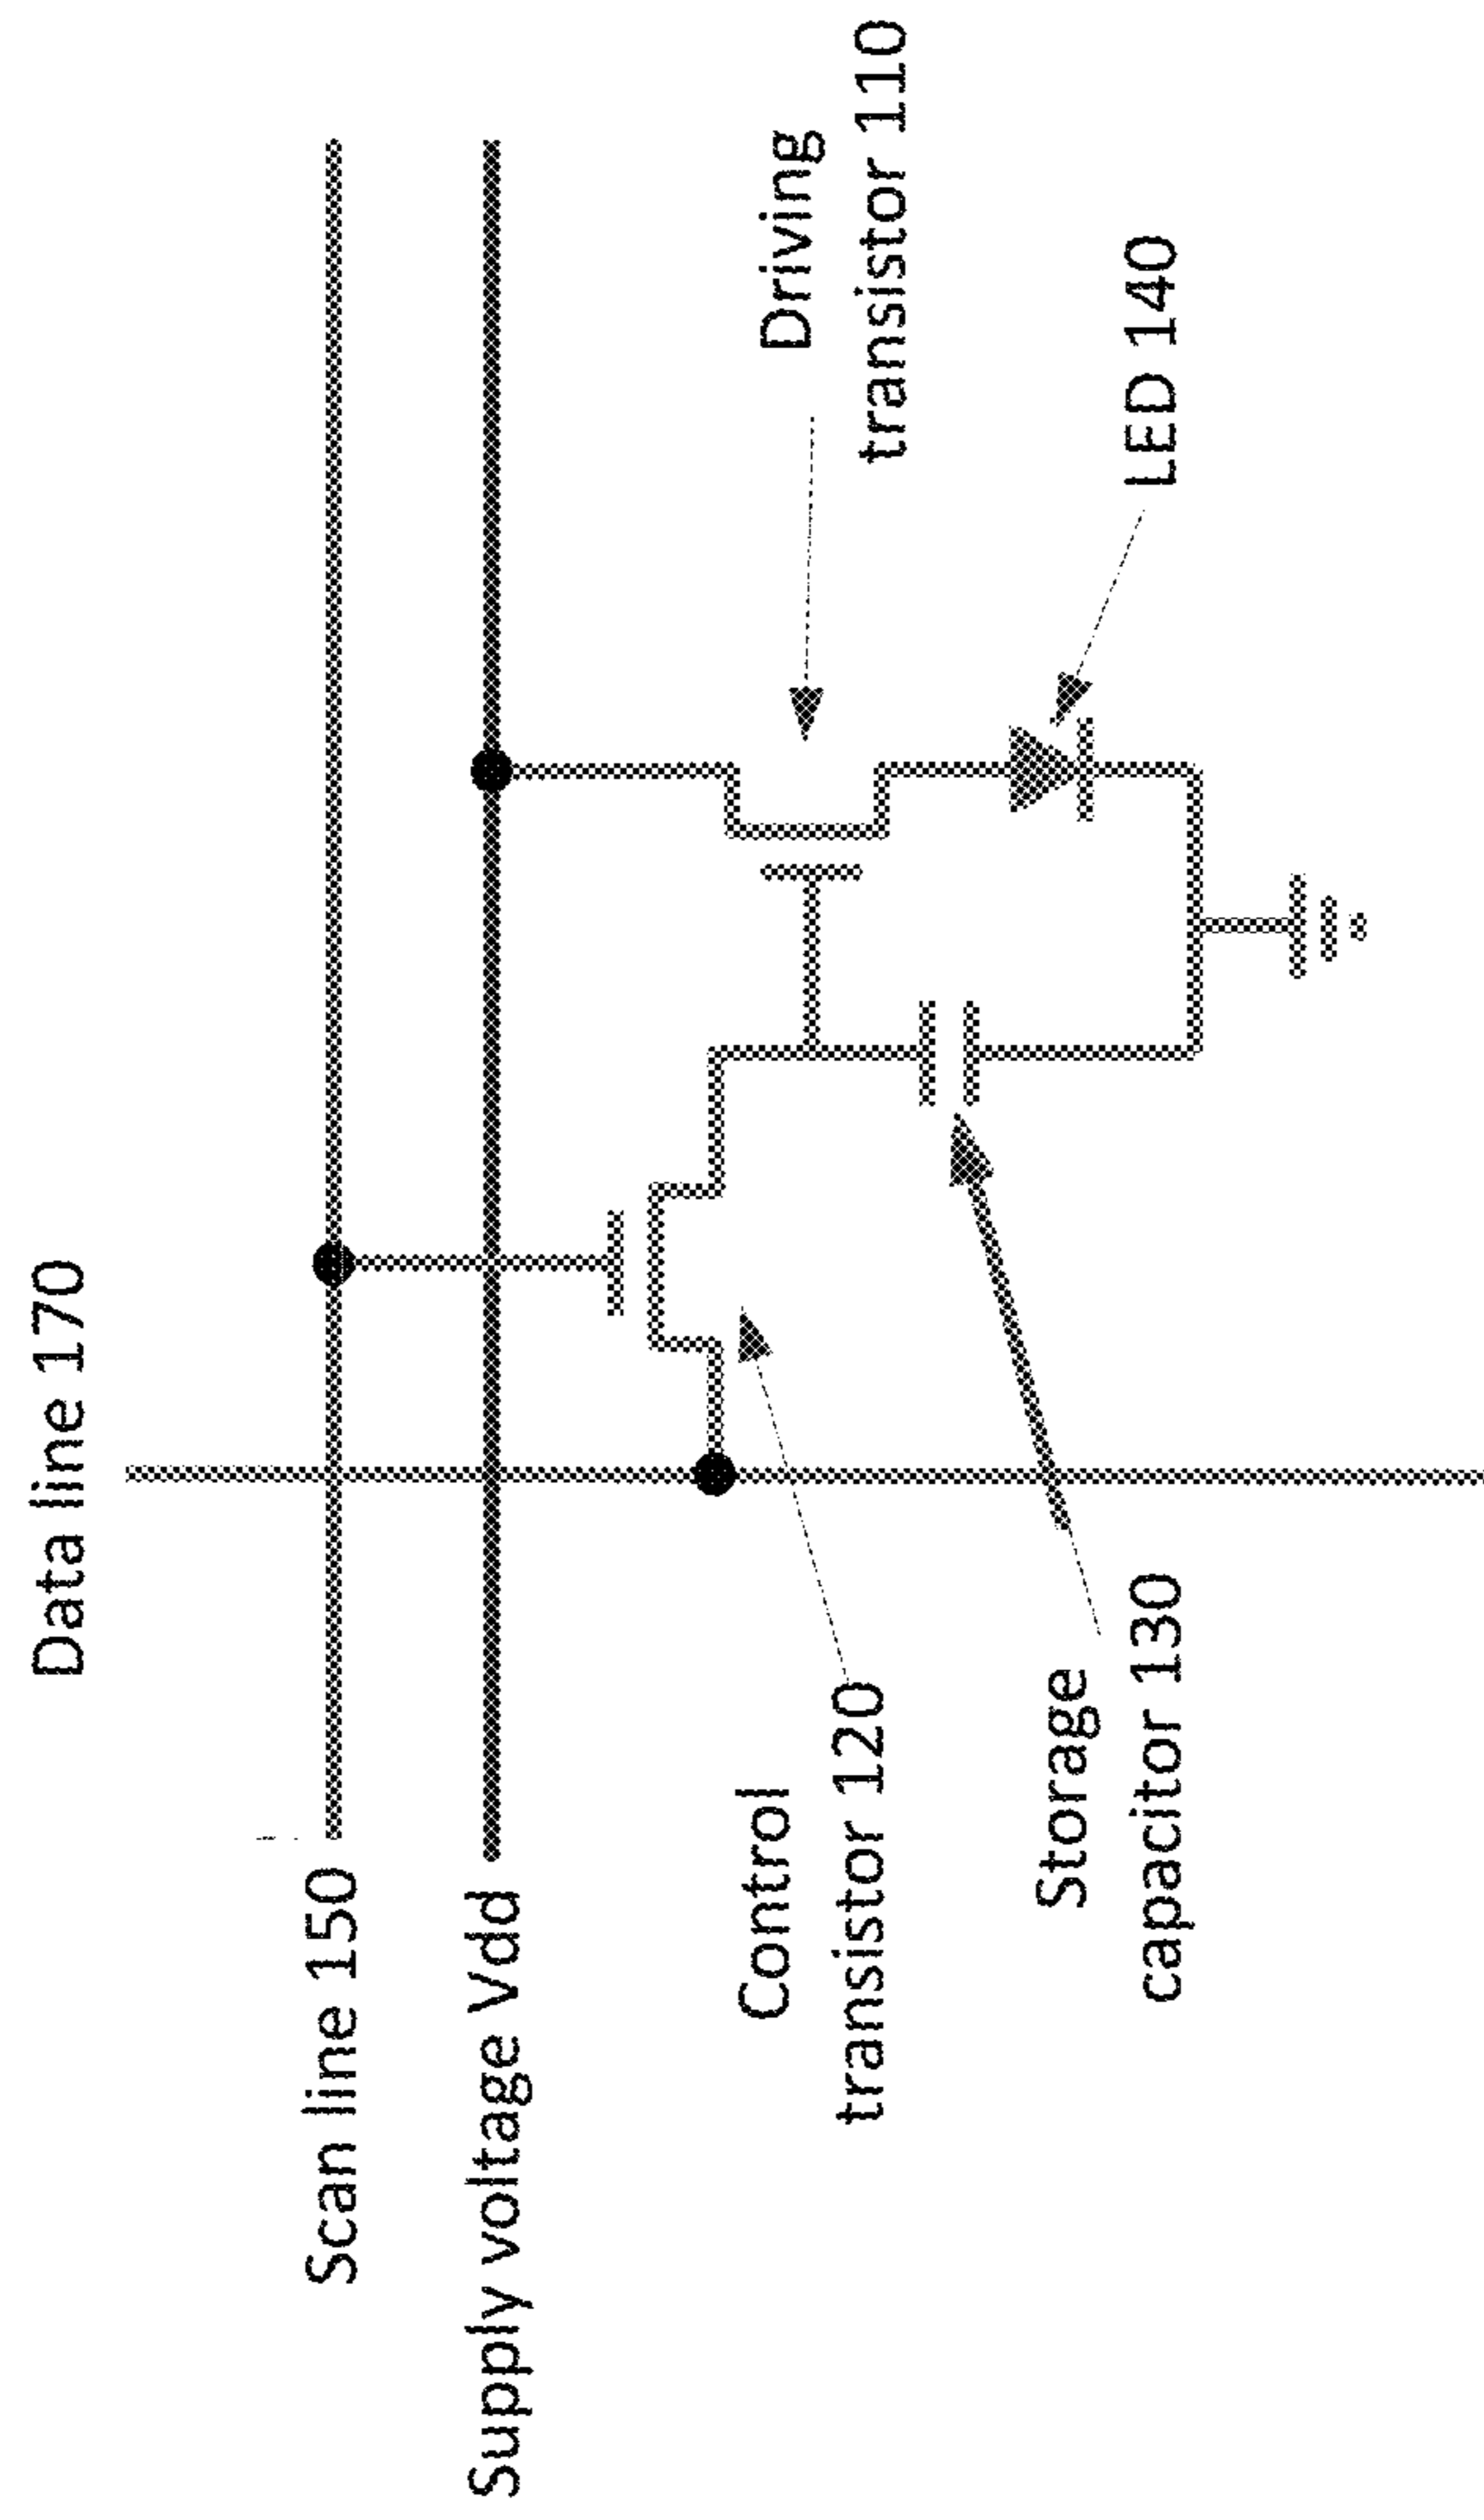 Data line 170
Scan line 150
Supply voltage Vdd
Control
transistor 120
Driving
transistor 110
Storage
capacitor 130
LED 140